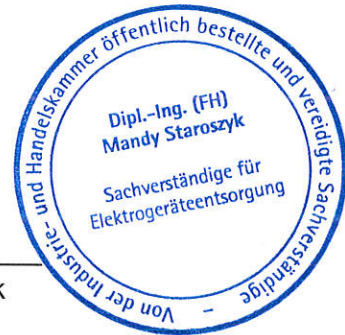 Von der Industrie- und Handelskammer öffentlich bestellte und vereidigte Sachverständige –
Dipl.-Ing. (FH)
Mandy Staroszyk
Sachverständige für
Elektrogeräteentsorgung
k